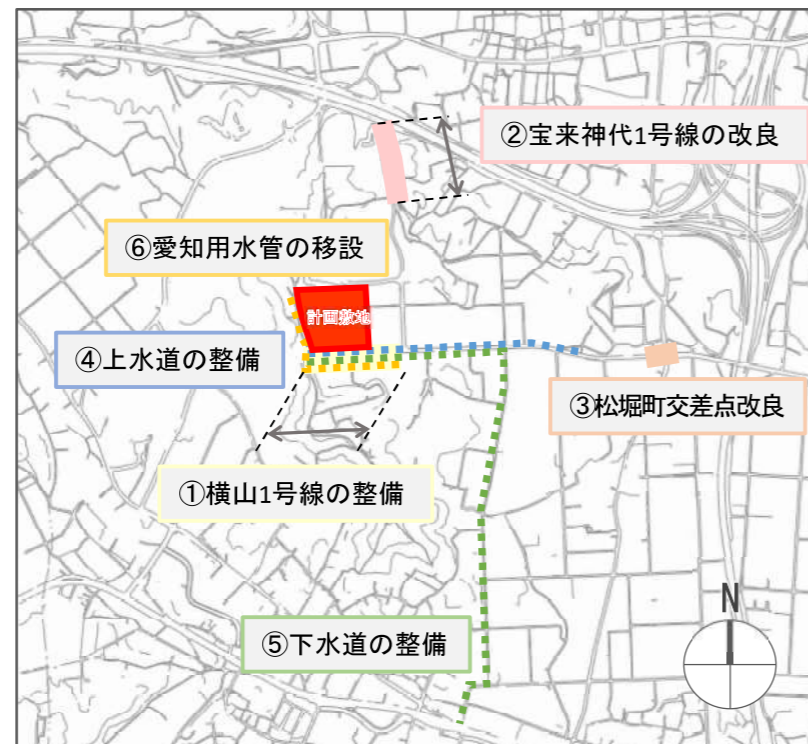 ②宝来神代1号線の改良
⑥愛知用水管の移設
計画敷地
④上水道の整備
③松堀町交差点改良
①横山1号線の整備
N
⑤下水道の整備